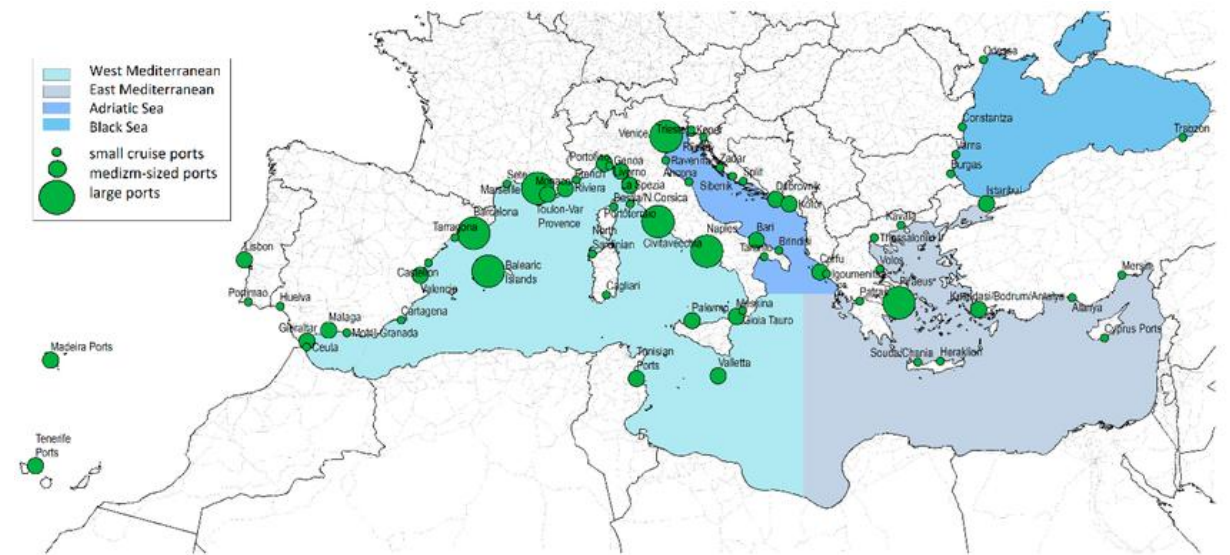 West Mediterranean
East Mediterranean
Adriatic Sea
Black Sea
small cruise ports
medizm-sized ports
large ports
Odessa
Constantza
Varna
Burgas
Trabzon
Istanbul
Venice
Trieste
Koper
Ravenna
Ancona
Zadar
Split
Sibenik
Dubrovnik
Kotor
Portofino
Genoa
Livorno
La Spezia
Bastia/N.Corsica
Portoferraio
French
Riviera
Monaco
Sete
Marseille
Toulon-Var
Provence
Barcelona
Tarragona
Balearic
Islands
Castellon
Valencia
Cartagena
Motril-Granada
Malaga
Gibraltar
Ceuta
Huelva
Portimao
Lisbon
Madeira Ports
Tenerife
Ports
North
Sardinian
Cagliari
Civitavecchia
Naples
Bari
Brindisi
Taranto
Palermo
Messina
Gioia Tauro
Tunisian
Ports
Valletta
Corfu
Igoumenitsa
Patras
Kavala
Thessaloniki
Volos
Piraeus
Souda/Chania
Heraklion
Kusadasi/Bodrum/Antalya
Alanya
Mersin
Cyprus Ports